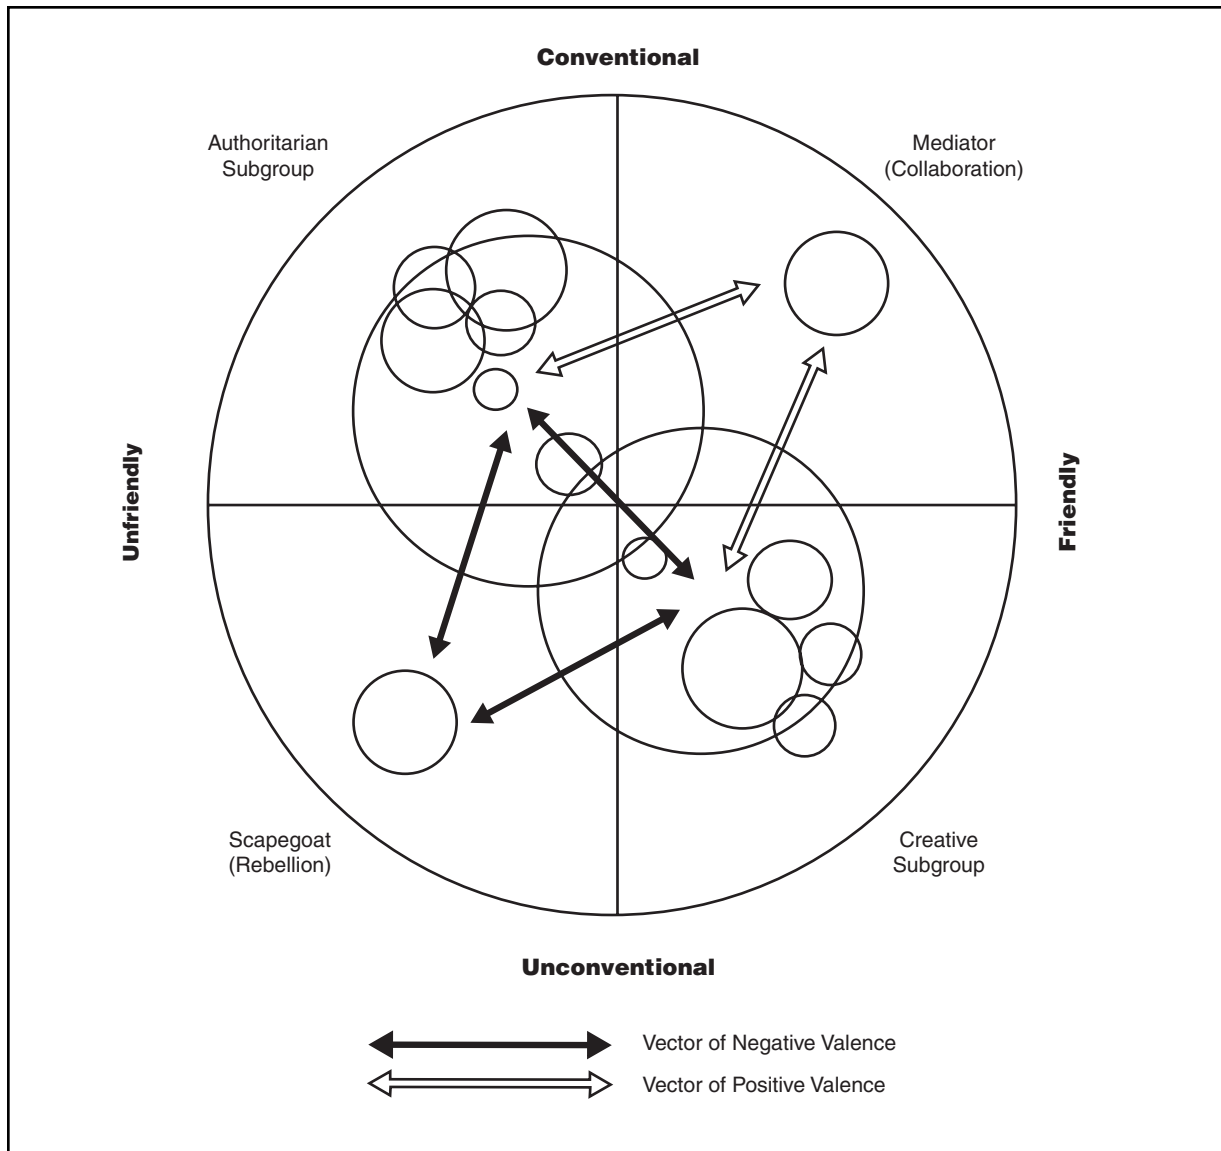 Conventional
Authoritarian
Subgroup
Mediator
(Collaboration)
Unfriendly
Friendly
Scapegoat
(Rebellion)
Creative
Subgroup
Unconventional
Vector of Negative Valence
Vector of Positive Valence